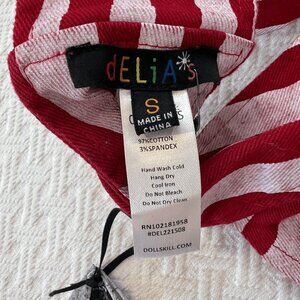 dELiA*s
S
MADE IN
CHINA
97%COTTON
3%SPANDEX
Hand Wash Cold
Hang Dry
Cool Iron
Do Not Bleach
Do Not Dry Clean
RN102181958
#DEL221508
DOLLSKILL.COM